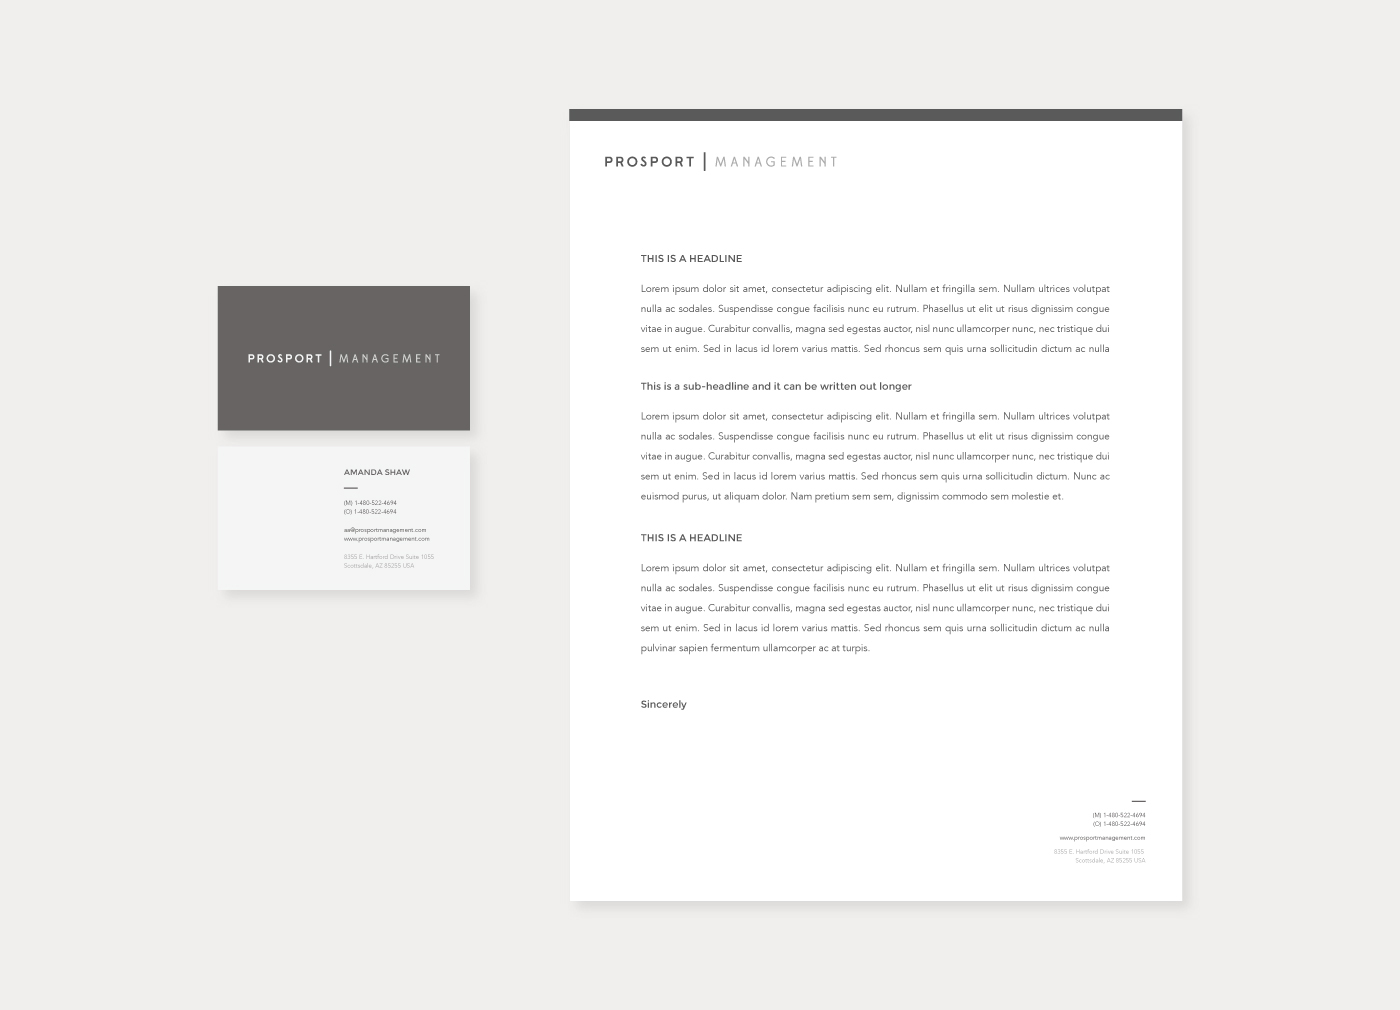 PROSPORT | MANAGEMENT
AMANDA SHAW
(M) 1-480-522-4694
(O) 1-480-522-4694
as@prosportmanagement.com
www.prosportmanagement.com
8355 E. Hartford Drive Suite 1055
Scottsdale, AZ 85255 USA
PROSPORT | MANAGEMENT
THIS IS A HEADLINE
Lorem ipsum dolor sit amet, consectetur adipiscing elit. Nullam et fringilla sem. Nullam ultrices volutpat
nulla ac sodales. Suspendisse congue facilisis nunc eu rutrum. Phasellus ut elit ut risus dignissim congue
vitae in augue. Curabitur convallis, magna sed egestas auctor, nisl nunc ullamcorper nunc, nec tristique dui
sem ut enim. Sed in lacus id lorem varius mattis. Sed rhoncus sem quis urna sollicitudin dictum ac nulla
This is a sub-headline and it can be written out longer
Lorem ipsum dolor sit amet, consectetur adipiscing elit. Nullam et fringilla sem. Nullam ultrices volutpat
nulla ac sodales. Suspendisse congue facilisis nunc eu rutrum. Phasellus ut elit ut risus dignissim congue
vitae in augue. Curabitur convallis, magna sed egestas auctor, nisl nunc ullamcorper nunc, nec tristique dui
sem ut enim. Sed in lacus id lorem varius mattis. Sed rhoncus sem quis urna sollicitudin dictum. Nunc ac
euismod purus, ut aliquam dolor. Nam pretium sem sem, dignissim commodo sem molestie et.
THIS IS A HEADLINE
Lorem ipsum dolor sit amet, consectetur adipiscing elit. Nullam et fringilla sem. Nullam ultrices volutpat
nulla ac sodales. Suspendisse congue facilisis nunc eu rutrum. Phasellus ut elit ut risus dignissim congue
vitae in augue. Curabitur convallis, magna sed egestas auctor, nisl nunc ullamcorper nunc, nec tristique dui
sem ut enim. Sed in lacus id lorem varius mattis. Sed rhoncus sem quis urna sollicitudin dictum ac nulla
pulvinar sapien fermentum ullamcorper ac at turpis.
Sincerely
(M) 1-480-522-4694
(O) 1-480-522-4694
www.prosportmanagement.com
8355 E. Hartford Drive Suite 1055
Scottsdale, AZ 85255 USA